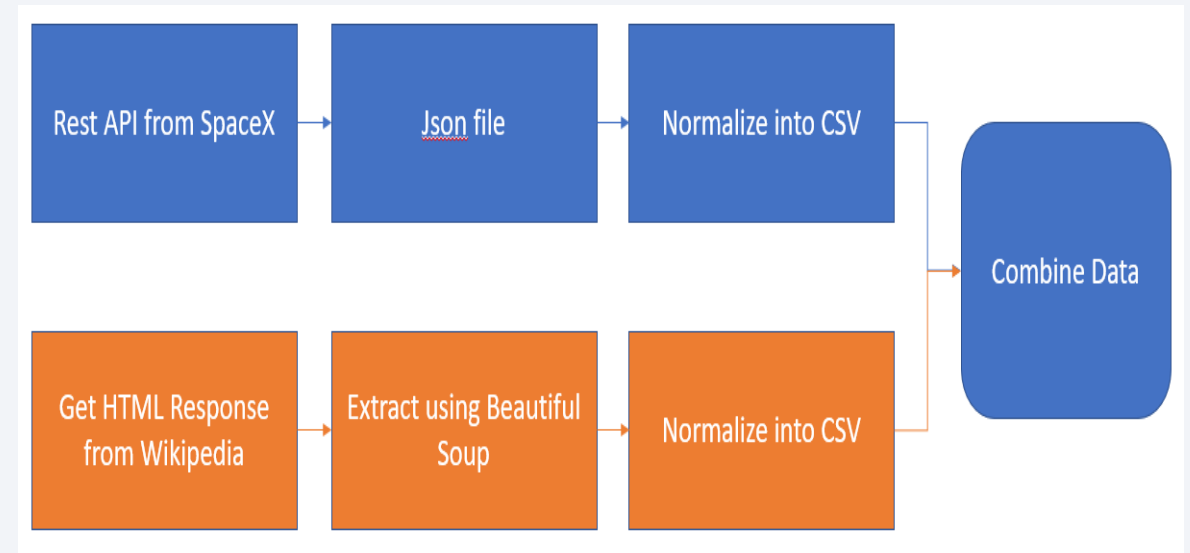 Rest API from SpaceX
Json file
Normalize into CSV
Combine Data
Get HTML Response
from Wikipedia
Extract using Beautiful
Soup
Normalize into CSV